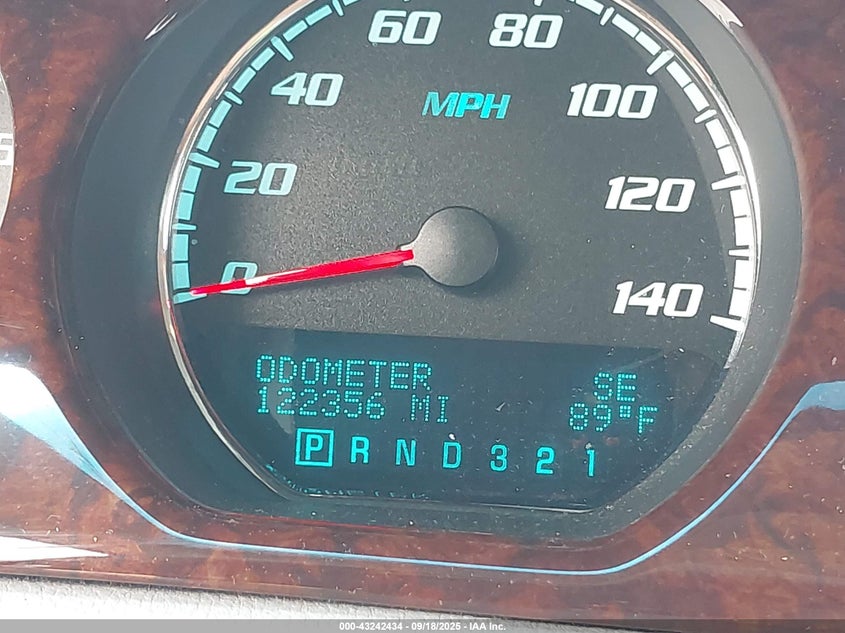 60 80
40 100
MPH
20 120
0 140
ODOMETER SE
122356 MI 89°F
P R N D 3 2 1
000-43242434 - 09/18/2025 - IAA Inc.